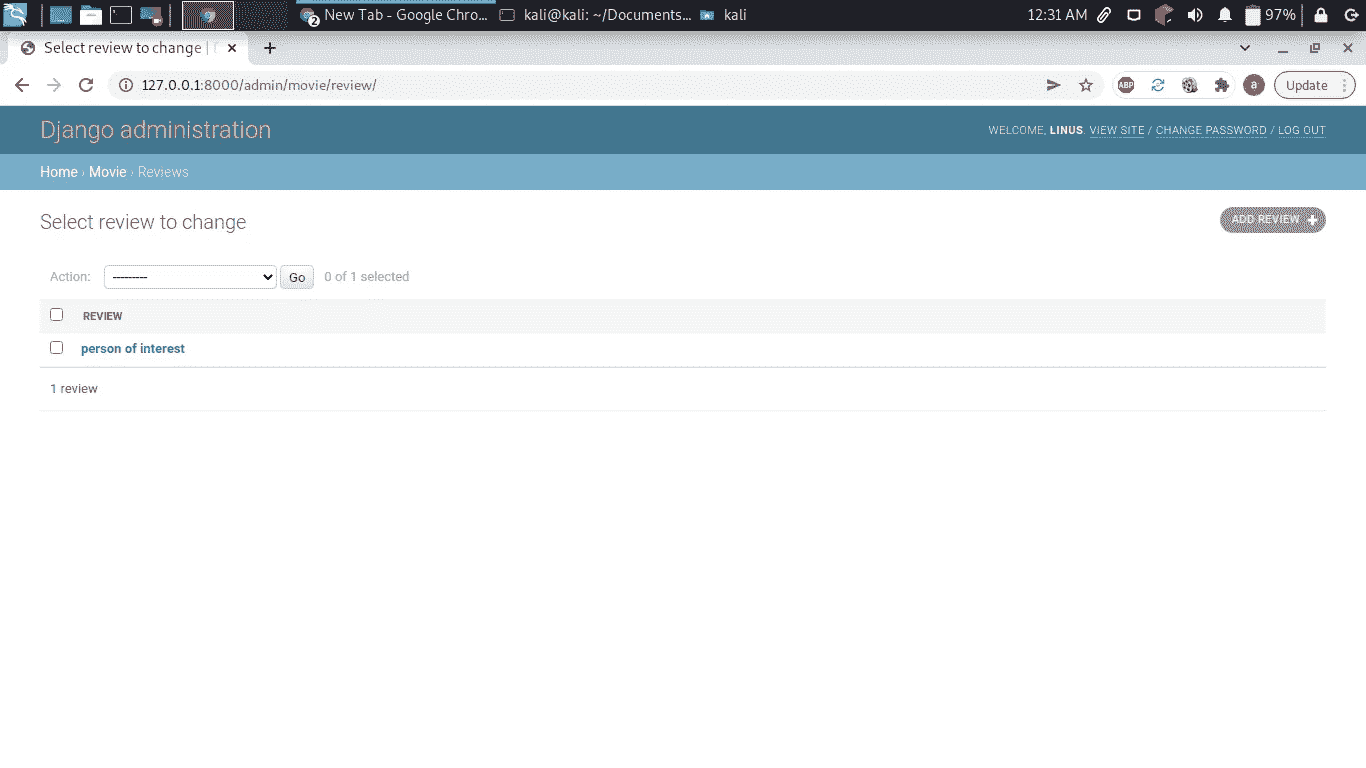 2 New Tab - Google Chro... kali@kali: ~/Documents... kali 12:31 AM 97%
Select review to change |
127.0.0.1:8000/admin/movie/review/ ABP a Update
Django administration WELCOME, LINUS. VIEW SITE / CHANGE PASSWORD / LOG OUT
Home › Movie › Reviews
Select review to change ADD REVIEW +
Action: --------- Go 0 of 1 selected
REVIEW
person of interest
1 review